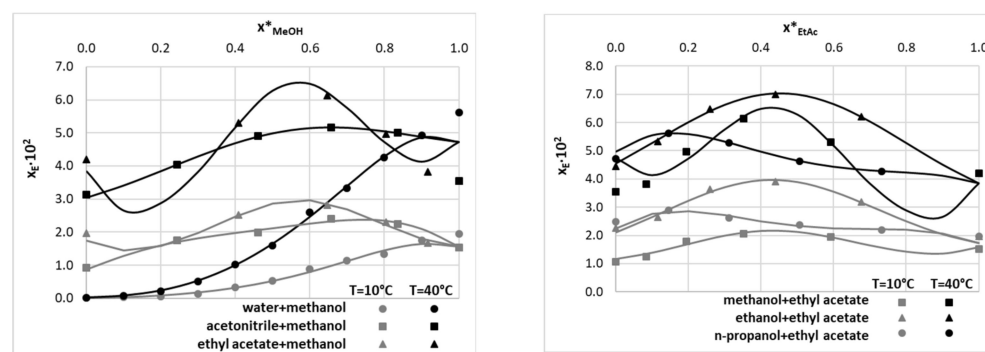 x*MeOH
0.0 0.2 0.4 0.6 0.8 1.0
7.0
6.0
5.0
4.0
3.0
2.0
1.0
0.0
xE·10²
T=10°C T=40°C
water+methanol
acetonitrile+methanol
ethyl acetate+methanol
x*EtAc
0.0 0.2 0.4 0.6 0.8 1.0
8.0
7.0
6.0
5.0
4.0
3.0
2.0
1.0
0.0
xE·10²
T=10°C T=40°C
methanol+ethyl acetate
ethanol+ethyl acetate
n-propanol+ethyl acetate